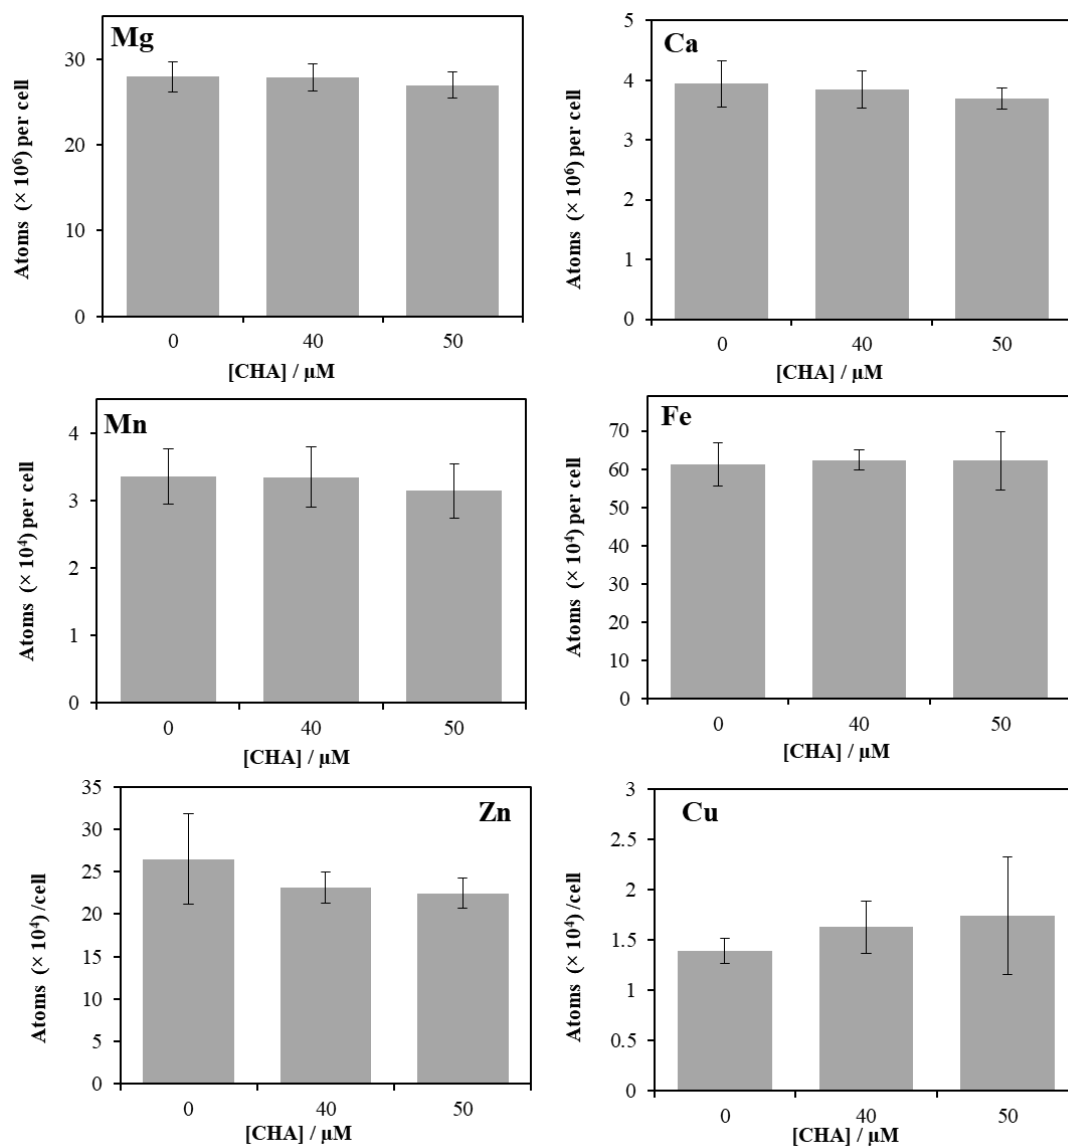 Mg
Atoms (× 10⁶) per cell
30
20
10
0
0 40 50
[CHA] / µM
Ca
Atoms (× 10⁶) per cell
5
4
3
2
1
0
0 40 50
[CHA] / µM
Mn
Atoms (× 10⁴) per cell
4
3
2
1
0
0 40 50
[CHA] / µM
Fe
Atoms (× 10⁴) per cell
70
60
50
40
30
20
10
0
0 40 50
[CHA] / µM
Zn
Atoms (× 10⁴) /cell
35
30
25
20
15
10
5
0
0 40 50
[CHA] / µM
Cu
Atoms (× 10⁴) /cell
3
2.5
2
1.5
1
0.5
0
0 40 50
[CHA] / µM